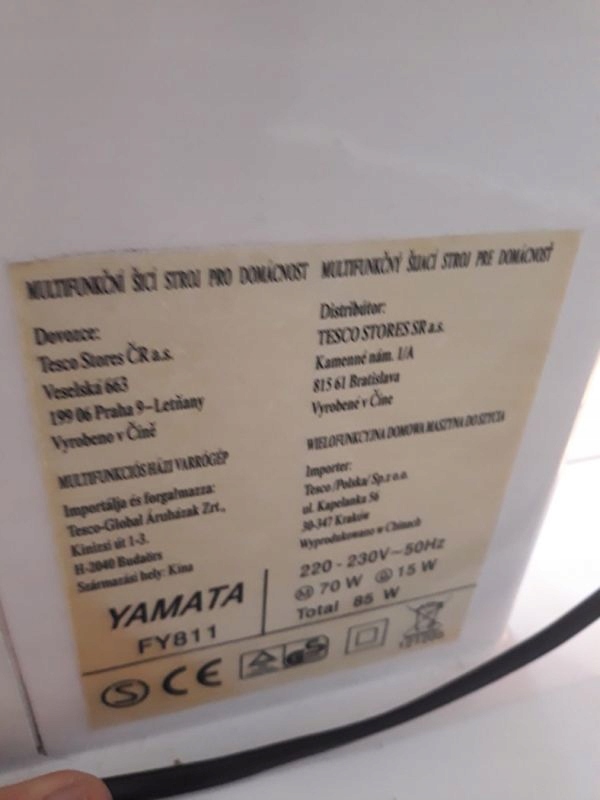 MULTIFUNKČNÍ ŠICÍ STROJ PRO DOMÁCNOST
Dovozce:
Tesco Stores ČR a.s.
Veselská 663
199 06 Praha 9-Letňany
Vyrobeno v Číně
MULTIFUNKCIÓS HÁZI VARRÓGÉP
Importálja és forgalmazza:
Tesco-Global Áruházak Zrt.,
Kinizsi út 1-3.
H-2040 Budaörs
Származási hely: Kína
MULTIFUNKČNÝ ŠIJACÍ STROJ PRE DOMÁCNOSŤ
Distribútor:
TESCO STORES SR a.s.
Kamenné nám. 1/A
815 61 Bratislava
Vyrobené v Číne
WIELOFUNKCYJNA DOMOWA MASZYNA DO SZYCIA
Importer:
Tesco /Polska/ Sp.z o.o.
ul. Kapelanka 56
30-347 Kraków
Wyprodukowano w Chinach
YAMATA
FY811
220-230V~50Hz
M 70 W 15 W
Total 85 W
S CE GS